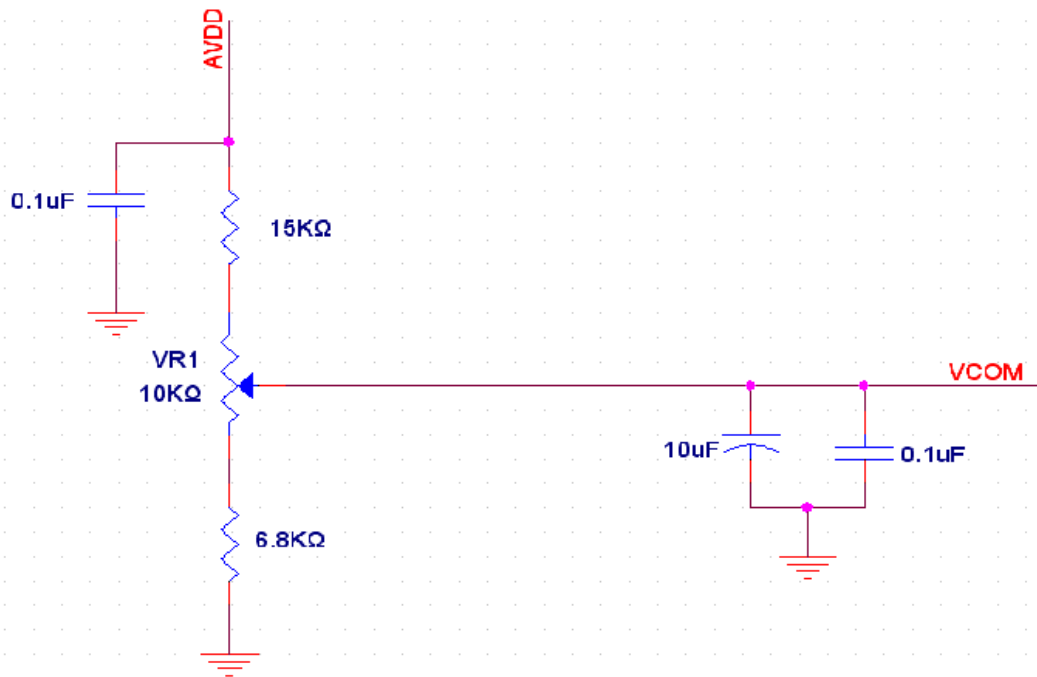 AVDD
0.1uF
15KΩ
VR1
10KΩ
VCOM
10uF
0.1uF
6.8KΩ